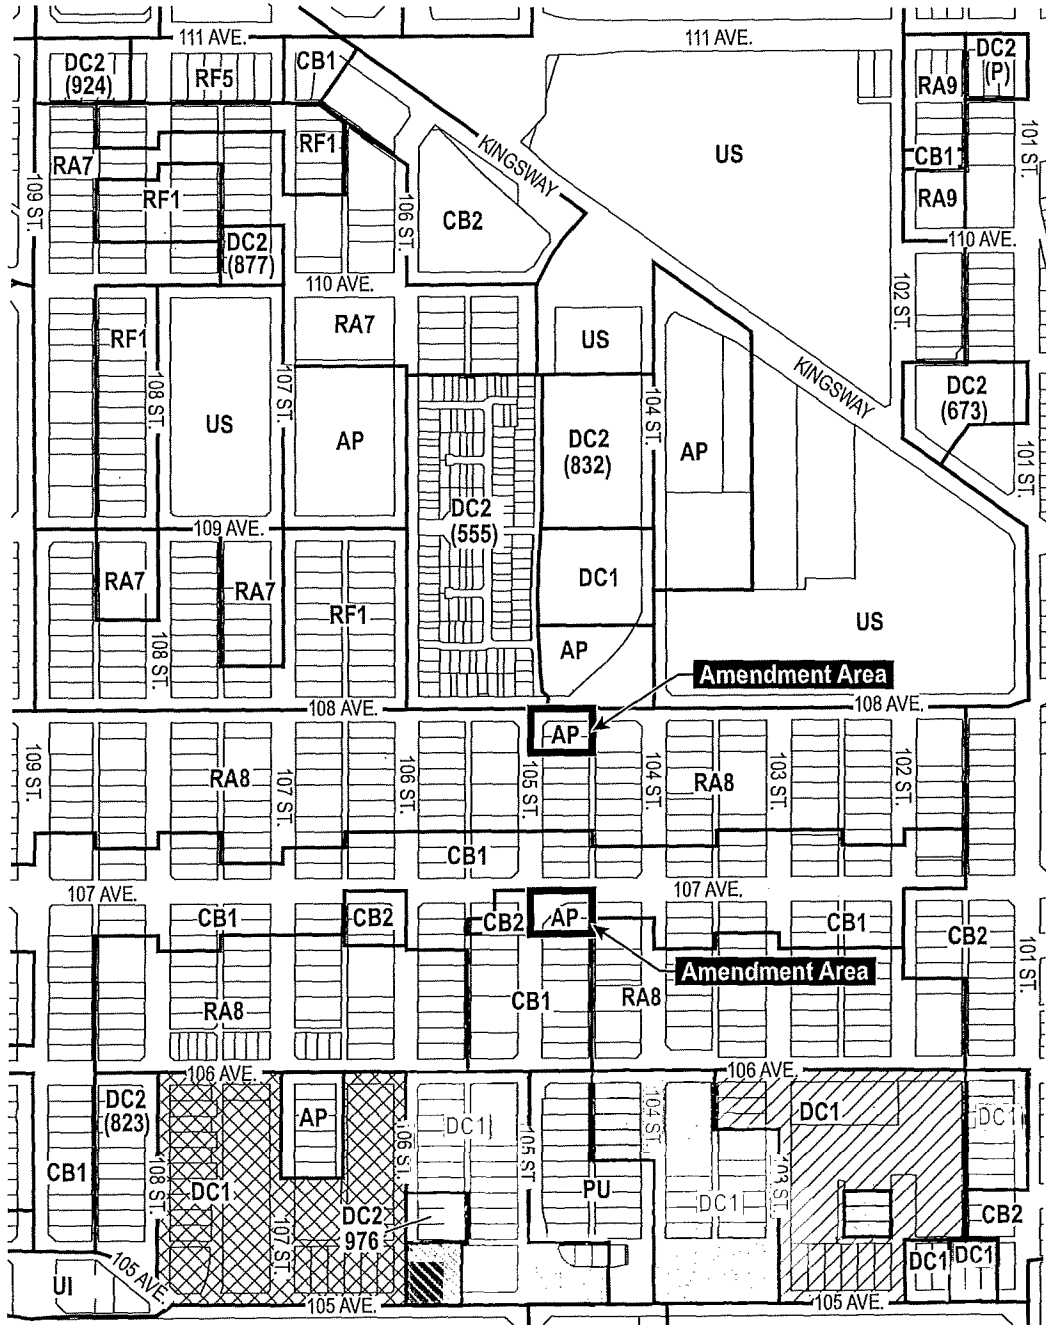 111 AVE.
111 AVE.
DC2
(924)
RF5
CB1
RA9
DC2
(P)
101 ST.
KINGSWAY
US
RF1
RA7
109 ST.
RF1
106 ST.
CB2
CB1
RA9
DC2
(877)
110 AVE.
110 AVE.
102 ST.
RA7
RF1
US
KINGSWAY
108 ST.
107 ST.
US
AP
DC2
(832)
104 ST.
AP
DC2
(673)
101 ST.
DC2
(555)
109 AVE.
RA7
RA7
RF1
DC1
US
108 ST.
AP
Amendment Area
108 AVE.
108 AVE.
AP
109 ST.
RA8
107 ST.
106 ST.
105 ST.
104 ST.
RA8
103 ST.
102 ST.
CB1
107 AVE.
107 AVE.
CB1
CB2
CB2
AP
CB1
CB2
101 ST.
Amendment Area
RA8
CB1
RA8
106 AVE.
106 AVE.
DC2
(823)
AP
DC1
104 ST.
DC1
DC1
CB1
108 ST.
DC1
106 ST.
105 ST.
PU
DC1
103 ST.
DC2
976
107 ST.
CB2
DC1
DC1
UI
105 AVE.
105 AVE.
105 AVE.